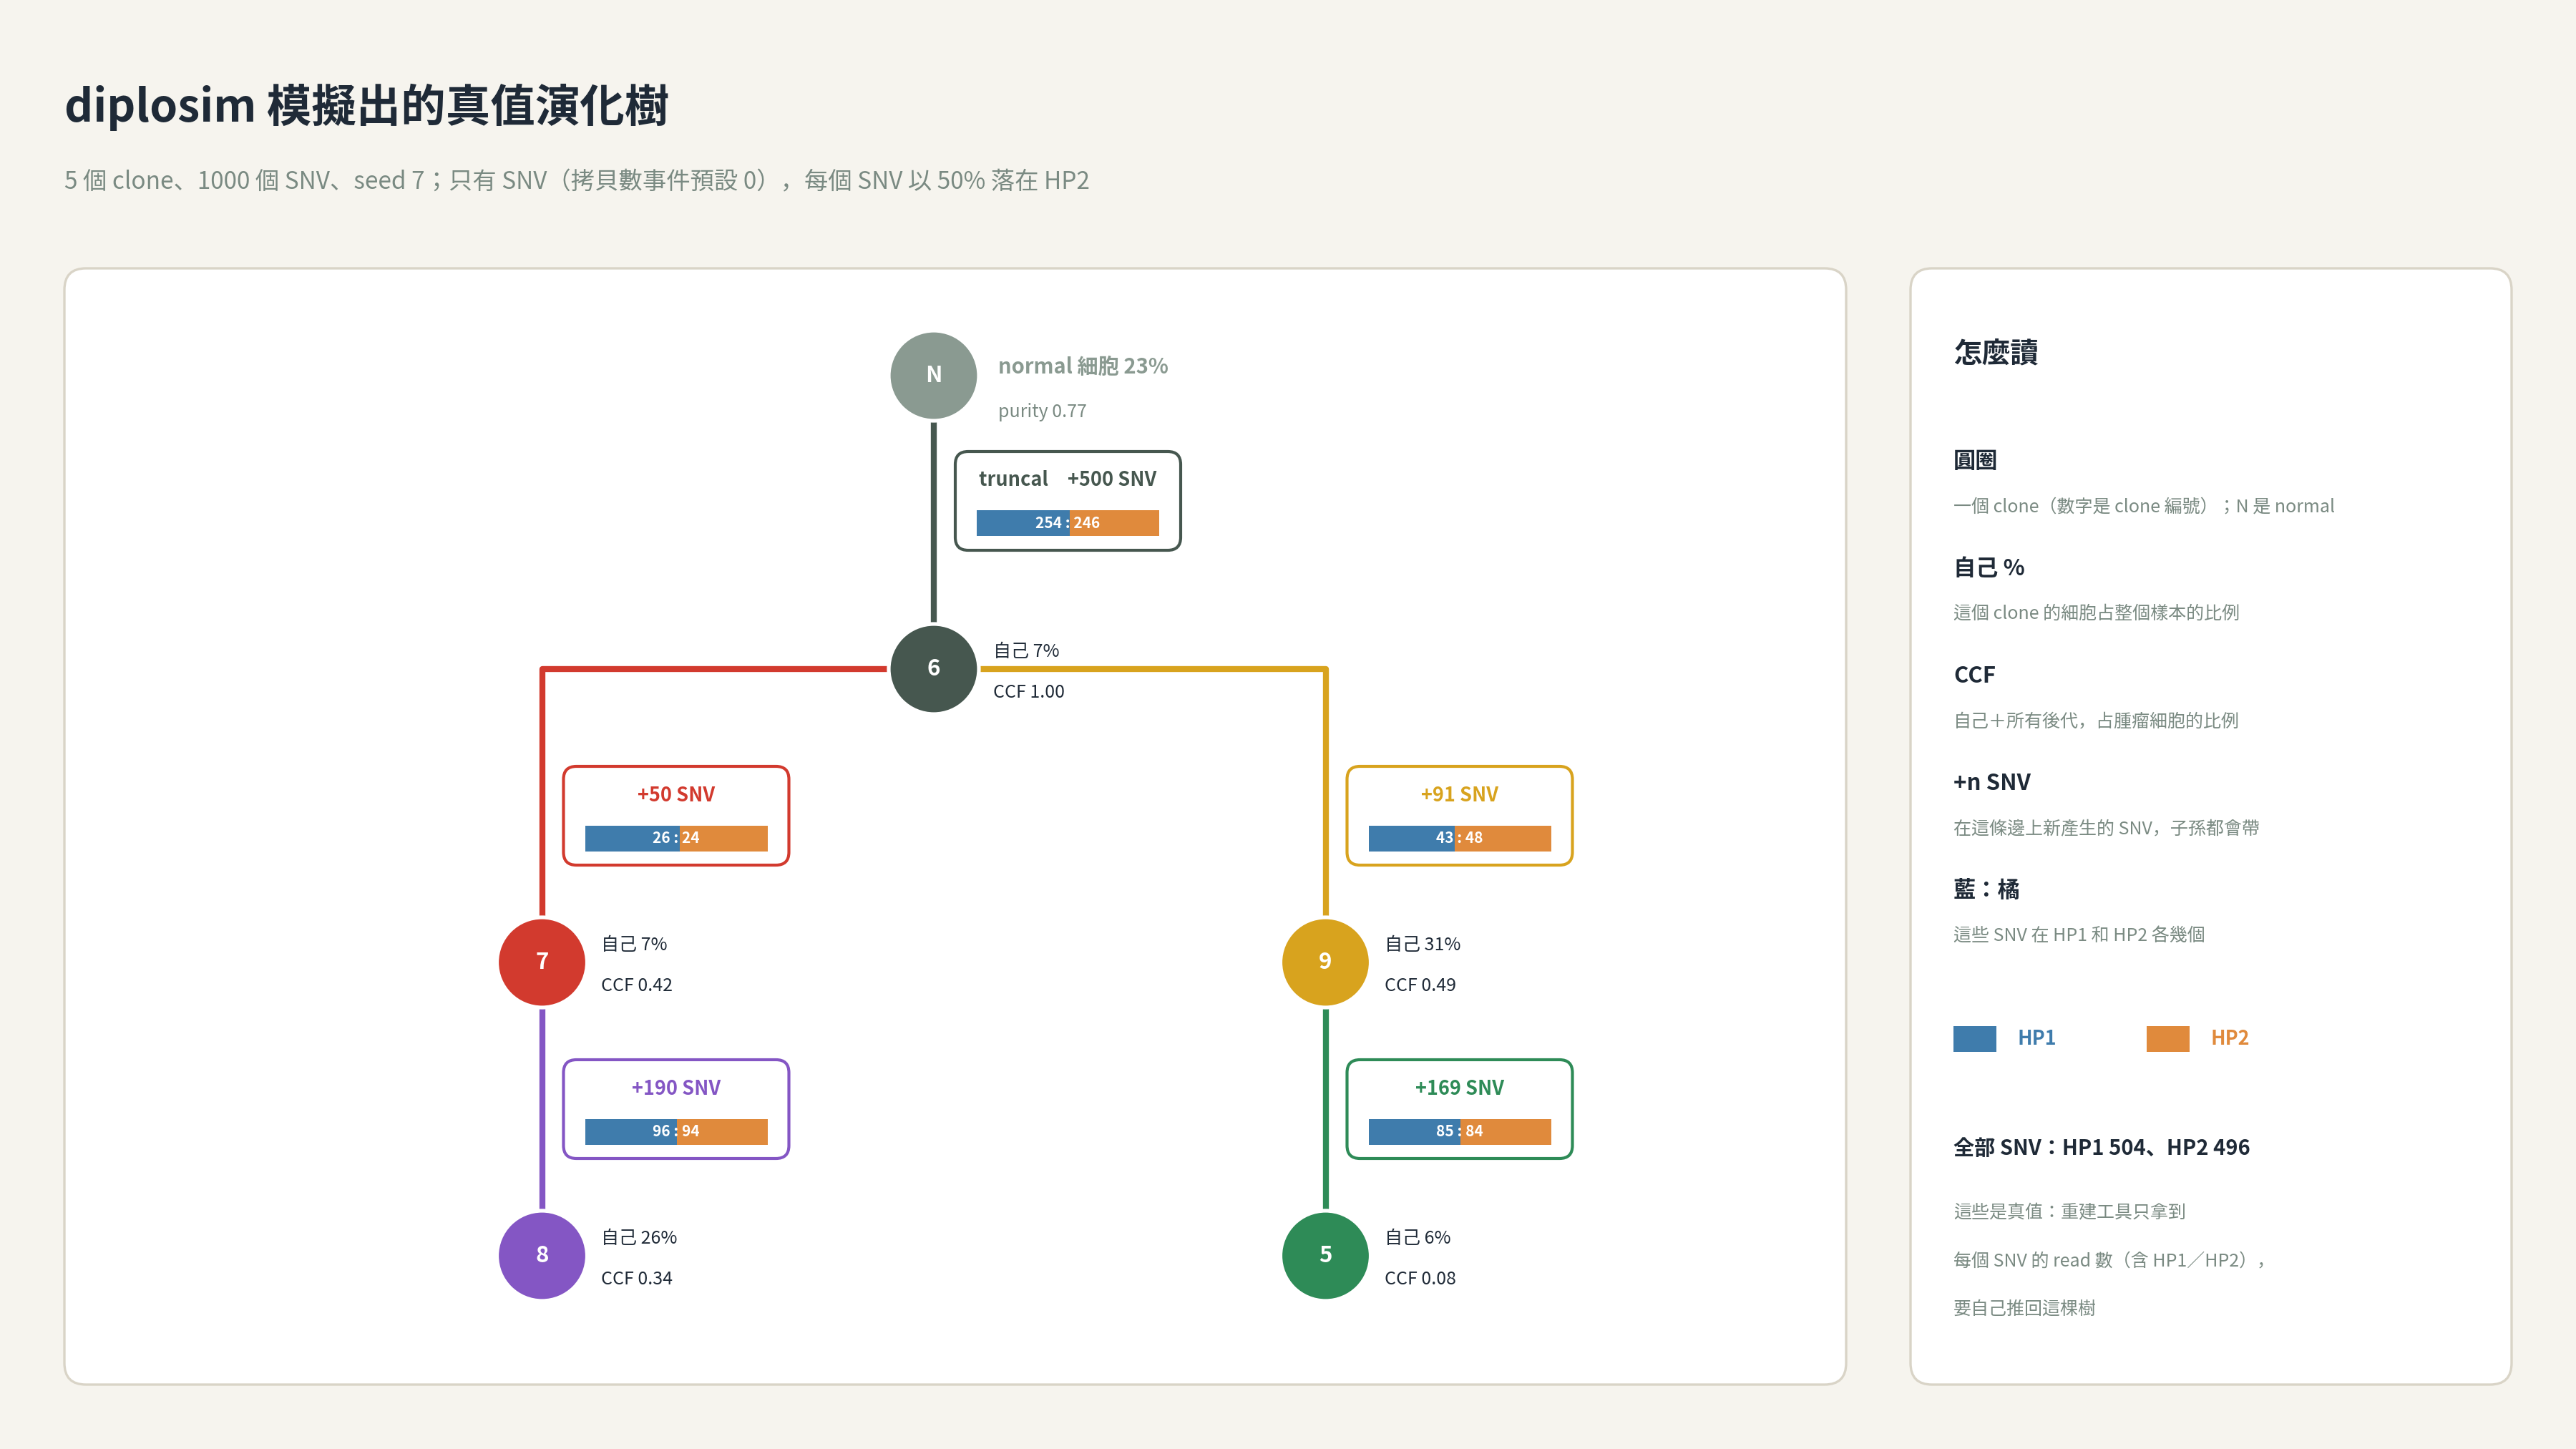 diplosim 模擬出的真值演化樹
5 個 clone、1000 個 SNV、seed 7；只有 SNV（拷貝數事件預設 0），每個 SNV 以 50% 落在 HP2
N
normal 細胞 23%
purity 0.77
truncal +500 SNV
254 : 246
6
自己 7%
CCF 1.00
+50 SNV
26 : 24
+91 SNV
43 : 48
7
自己 7%
CCF 0.42
9
自己 31%
CCF 0.49
+190 SNV
96 : 94
+169 SNV
85 : 84
8
自己 26%
CCF 0.34
5
自己 6%
CCF 0.08
怎麼讀
圓圈
一個 clone（數字是 clone 編號）；N 是 normal
自己 %
這個 clone 的細胞占整個樣本的比例
CCF
自己＋所有後代，占腫瘤細胞的比例
+n SNV
在這條邊上新產生的 SNV，子孫都會帶
藍：橘
這些 SNV 在 HP1 和 HP2 各幾個
HP1 HP2
全部 SNV：HP1 504、HP2 496
這些是真值：重建工具只拿到
每個 SNV 的 read 數（含 HP1／HP2），
要自己推回這棵樹